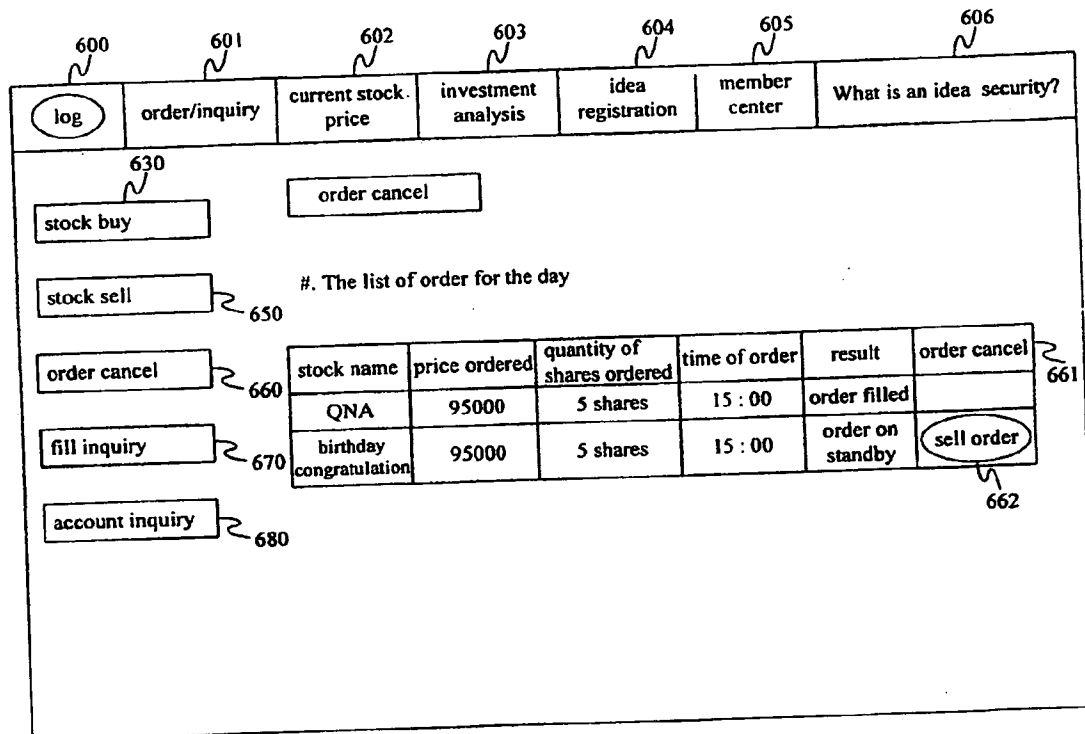 600 601 602 603 604 605 606
log order/inquiry current stock. investment idea member What is an idea security?
price analysis registration center
630
stock buy order cancel
stock sell #. The list of order for the day
650
order cancel stock name price ordered quantity of time of order result order cancel
shares ordered
660 661
QNA 95000 5 shares 15 : 00 order filled
fill inquiry birthday 95000 5 shares 15 : 00 order on sell order
congratulation standby
670 662
account inquiry
680